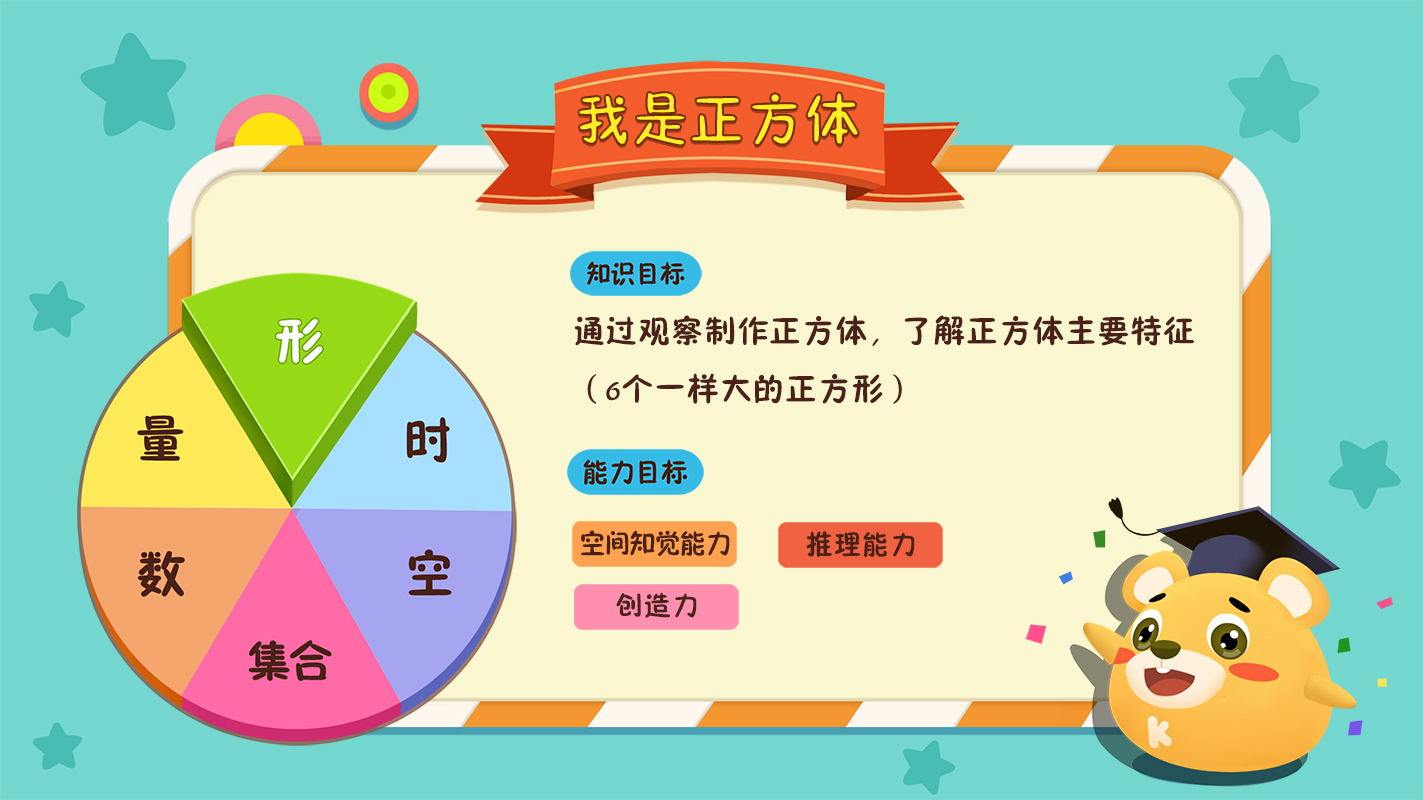 我是正方体
形
量
时
数
空
集合
知识目标
通过观察制作正方体，了解正方体主要特征
（6个一样大的正方形）
能力目标
空间知觉能力
推理能力
创造力
K